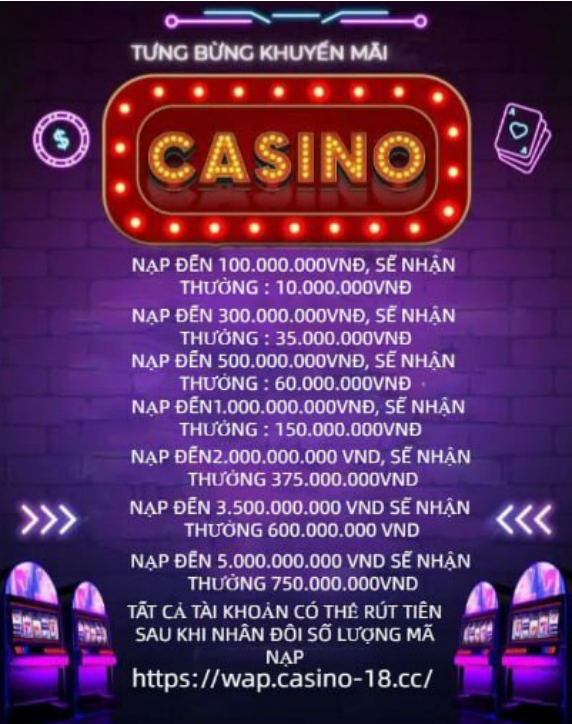 TƯNG BỪNG KHUYẾN MÃI
CASINO
NẠP ĐẾN 100.000.000VNĐ, SẼ NHẬN
THƯỞNG : 10.000.000VNĐ
NẠP ĐẾN 300.000.000VNĐ, SẼ NHẬN
THƯỞNG : 35.000.000VNĐ
NẠP ĐẾN 500.000.000VNĐ, SẼ NHẬN
THƯỞNG : 60.000.000VNĐ
NẠP ĐẾN1.000.000.000VNĐ, SẼ NHẬN
THƯỞNG : 150.000.000VNĐ
NẠP ĐẾN2.000.000.000 VND, SẼ NHẬN
THƯỞNG 375.000.000VND
NẠP ĐẾN 3.500.000.000 VND SẼ NHẬN
THƯỞNG 600.000.000 VND
NẠP ĐẾN 5.000.000.000 VND SẼ NHẬN
THƯỞNG 750.000.000VND
TẤT CẢ TÀI KHOẢN CÓ THỂ RÚT TIỀN
SAU KHI NHÂN ĐÔI SỐ LƯỢNG MÃ
NẠP
https://wap.casino-18.cc/